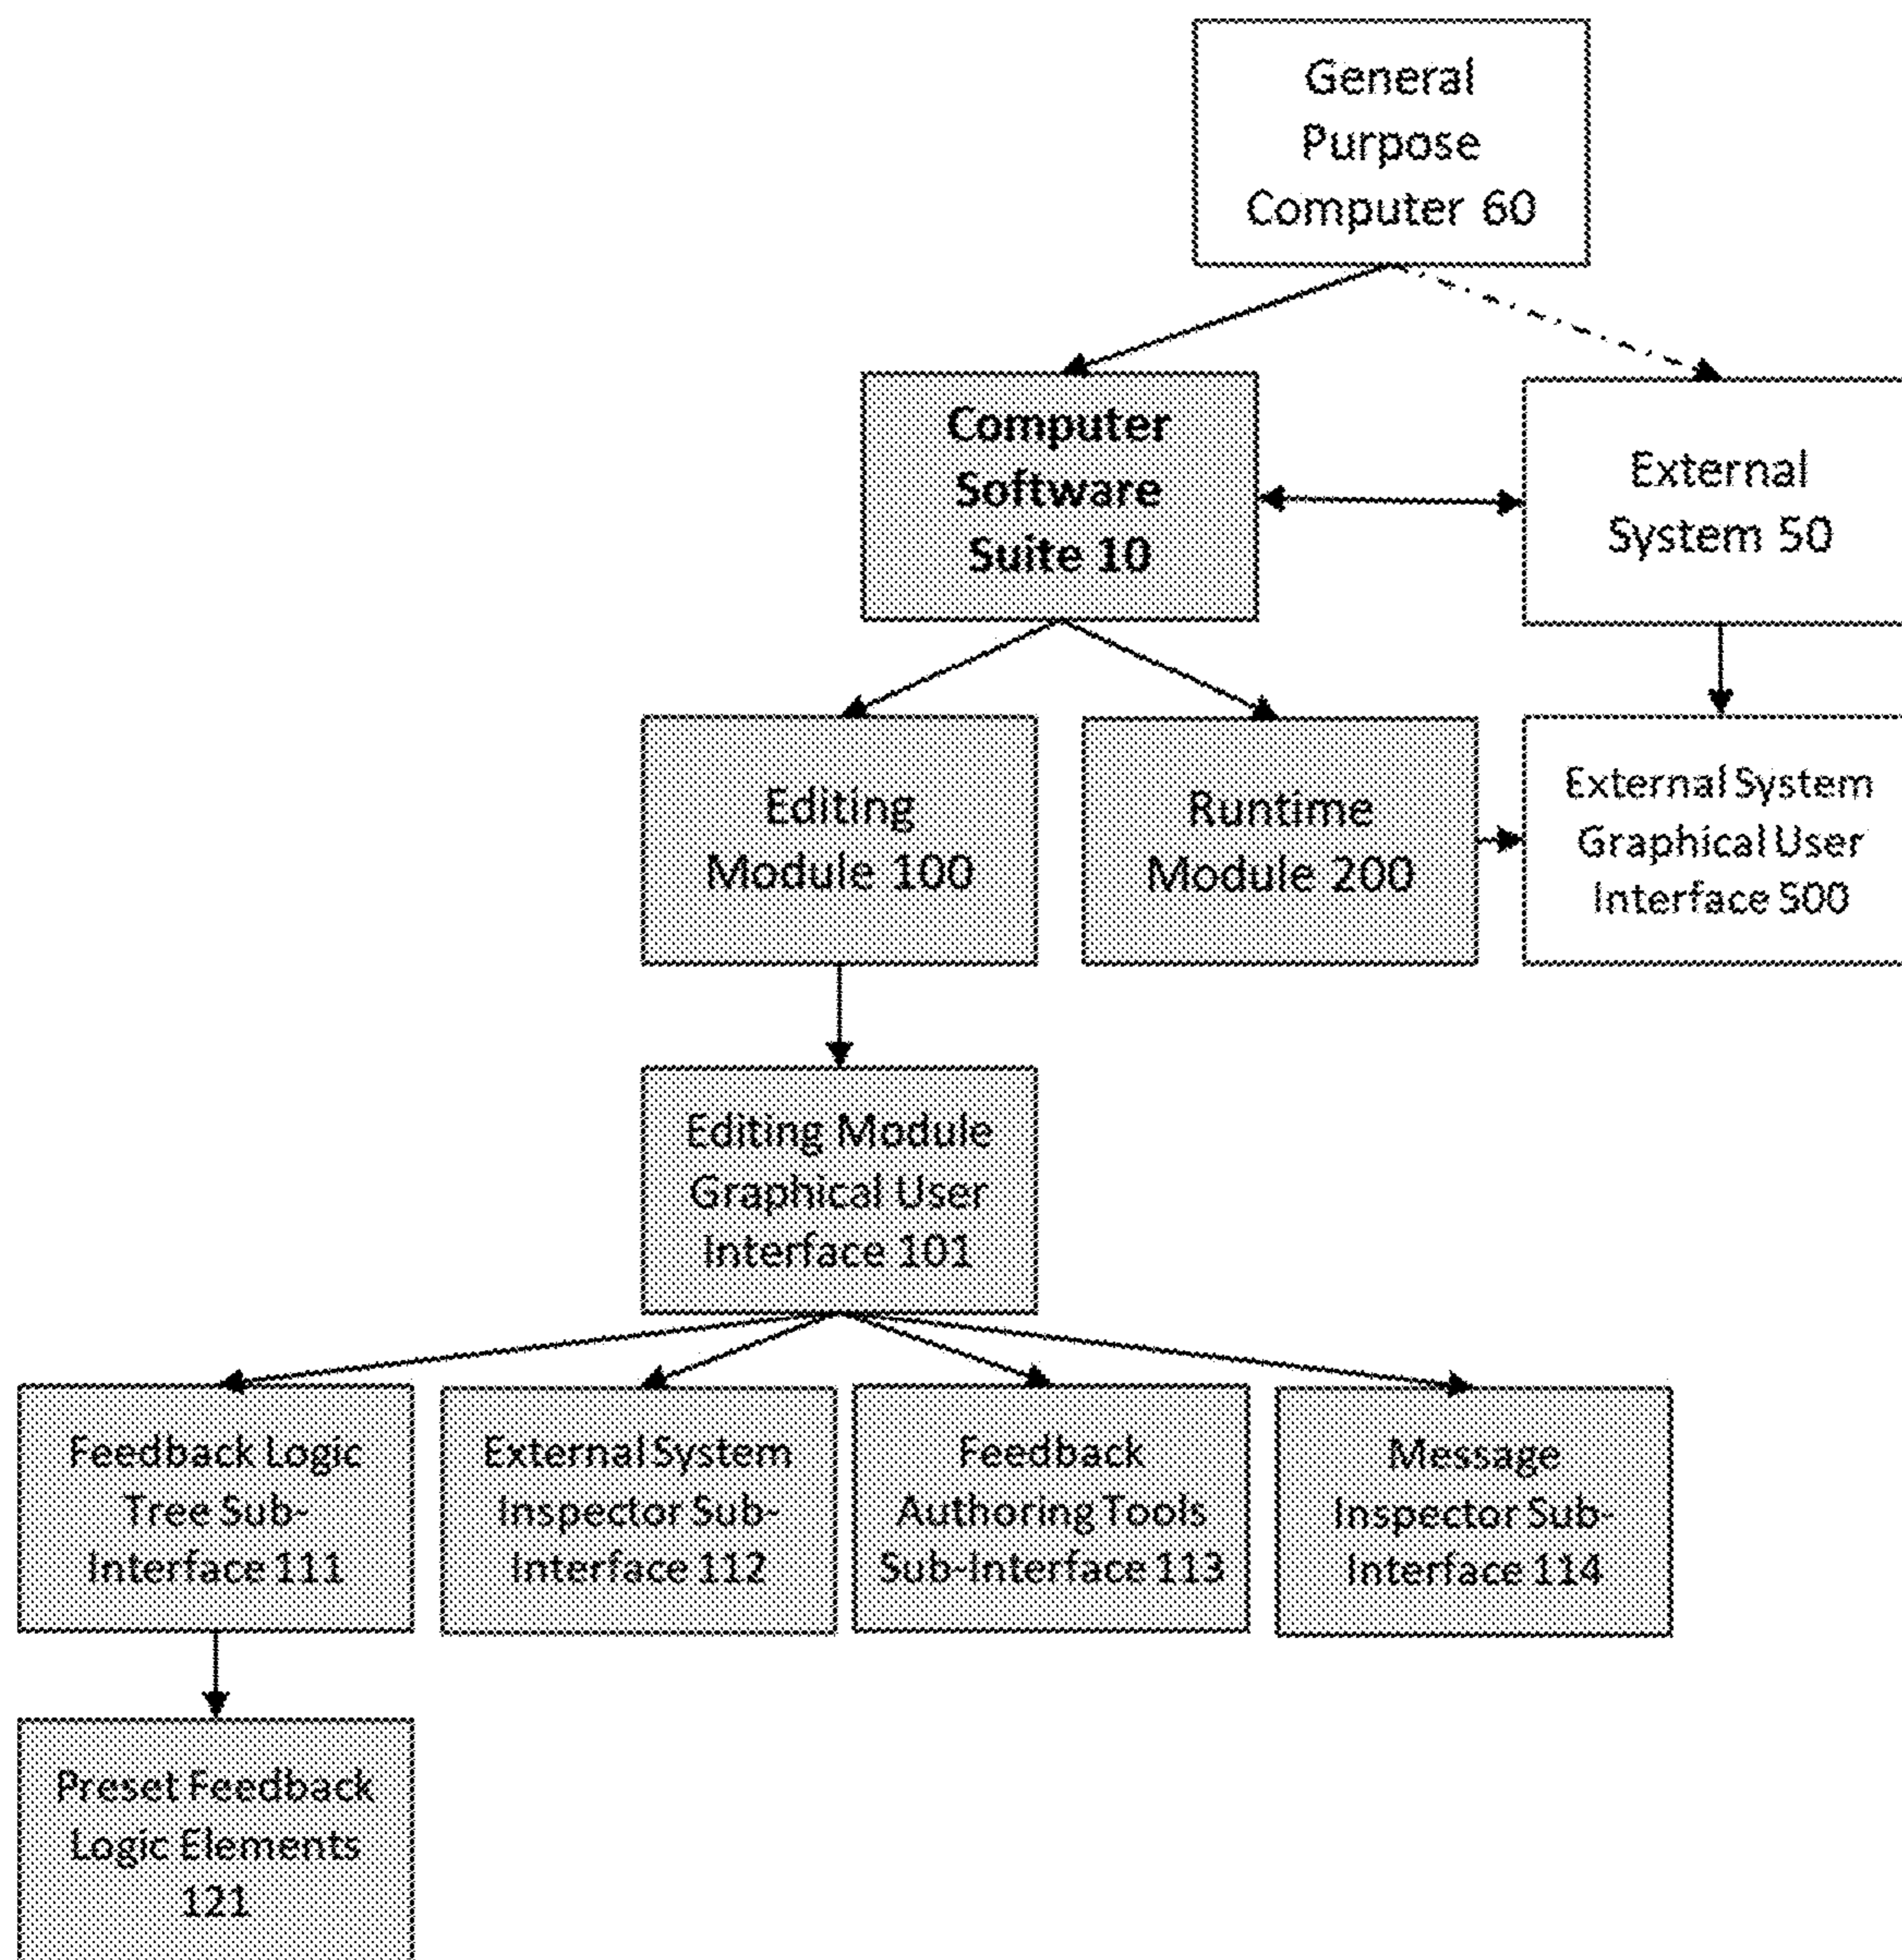 General
Purpose
Computer 60
Computer
Software
Suite 10
External
System 50
Editing
Module 100
Runtime
Module 200
External System
Graphical User
Interface 500
Editing Module
Graphical User
Interface 101
Feedback Logic
Tree Sub-
Interface 111
External System
Inspector Sub-
Interface 112
Feedback
Authoring Tools
Sub-Interface 113
Message
Inspector Sub-
Interface 114
Preset Feedback
Logic Elements
121